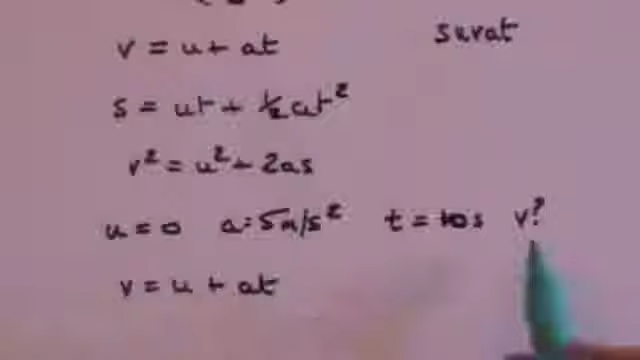 v = u + at
suvat
s = ut + ½at²
v² = u² + 2as
u = 0 a = 5m/s² t = 10s v?
v = u + at